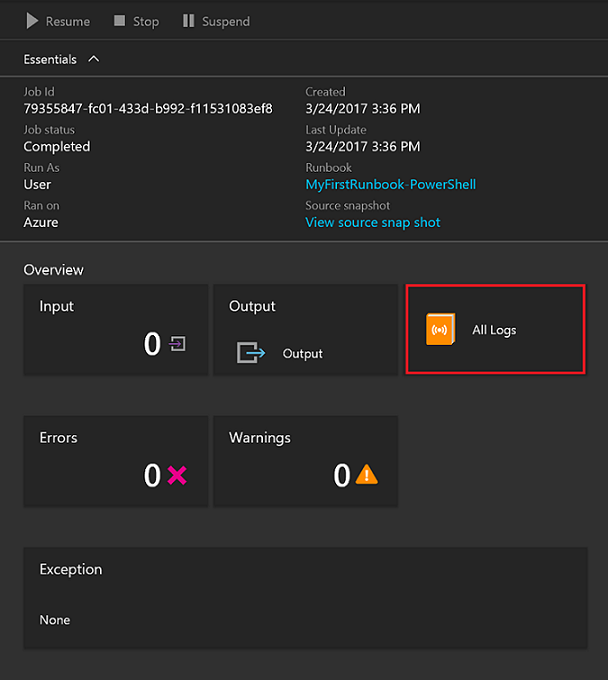 Resume Stop Suspend
Essentials
Job Id Created
79355847-fc01-433d-b992-f11531083ef8 3/24/2017 3:36 PM
Job status Last Update
Completed 3/24/2017 3:36 PM
Run As Runbook
User MyFirstRunbook-PowerShell
Ran on Source snapshot
Azure View source snap shot
Overview
Input Output
All Logs
0 Output
Errors Warnings
0 0
Exception
None